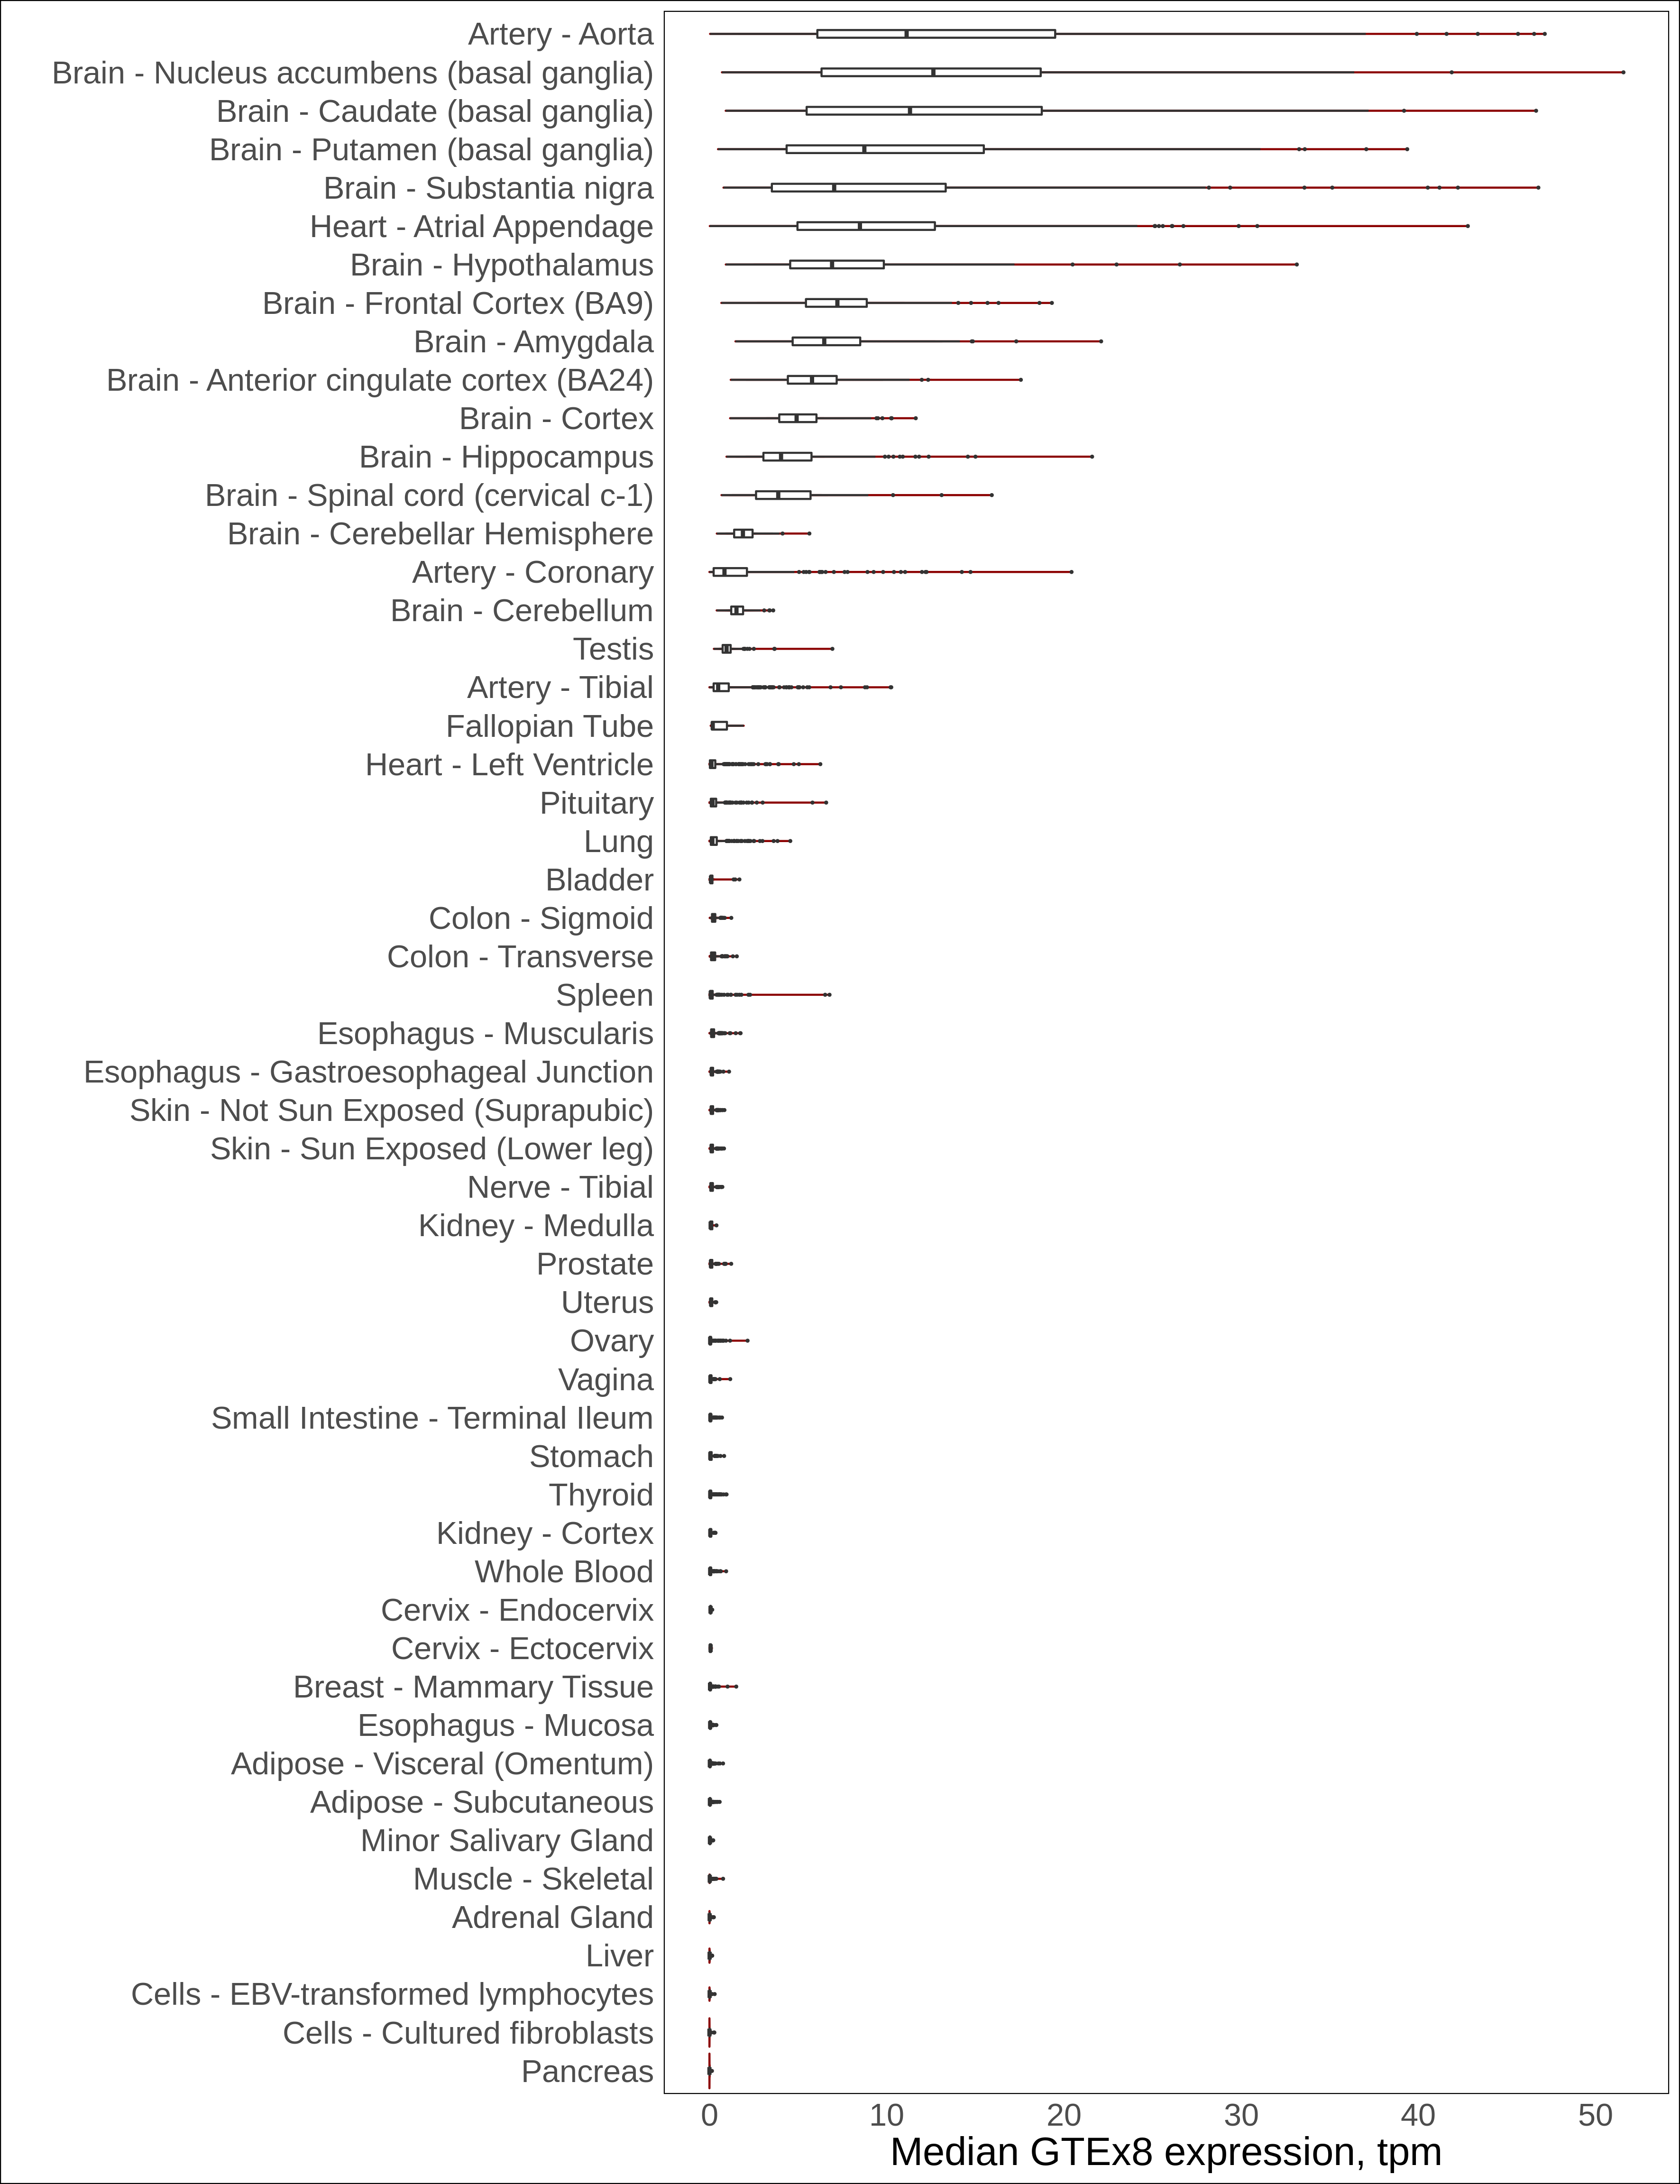 Artery - Aorta
Brain - Nucleus accumbens (basal ganglia)
Brain - Caudate (basal ganglia)
Brain - Putamen (basal ganglia)
Brain - Substantia nigra
Heart - Atrial Appendage
Brain - Hypothalamus
Brain - Frontal Cortex (BA9)
Brain - Amygdala
Brain - Anterior cingulate cortex (BA24)
Brain - Cortex
Brain - Hippocampus
Brain - Spinal cord (cervical c-1)
Brain - Cerebellar Hemisphere
Artery - Coronary
Brain - Cerebellum
Testis
Artery - Tibial
Fallopian Tube
Heart - Left Ventricle
Pituitary
Lung
Bladder
Colon - Sigmoid
Colon - Transverse
Spleen
Esophagus - Muscularis
Esophagus - Gastroesophageal Junction
Skin - Not Sun Exposed (Suprapubic)
Skin - Sun Exposed (Lower leg)
Nerve - Tibial
Kidney - Medulla
Prostate
Uterus
Ovary
Vagina
Small Intestine - Terminal Ileum
Stomach
Thyroid
Kidney - Cortex
Whole Blood
Cervix - Endocervix
Cervix - Ectocervix
Breast - Mammary Tissue
Esophagus - Mucosa
Adipose - Visceral (Omentum)
Adipose - Subcutaneous
Minor Salivary Gland
Muscle - Skeletal
Adrenal Gland
Liver
Cells - EBV-transformed lymphocytes
Cells - Cultured fibroblasts
Pancreas
0 10 20 30 40 50
Median GTEx8 expression, tpm